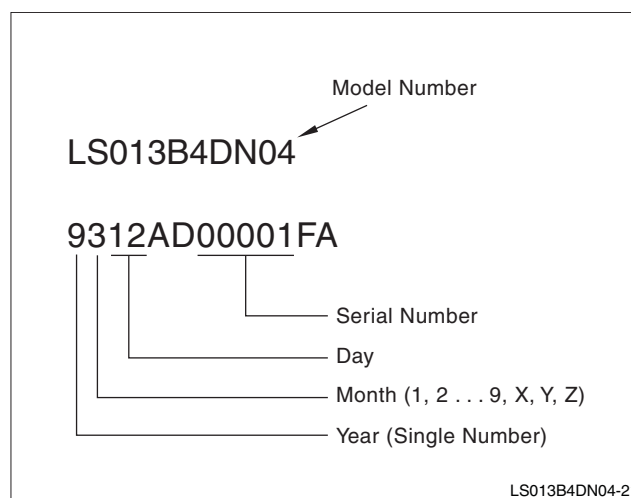 Model Number
LS013B4DN04
9312AD00001FA
Serial Number
Day
Month (1, 2 . . . 9, X, Y, Z)
Year (Single Number)
LS013B4DN04-2